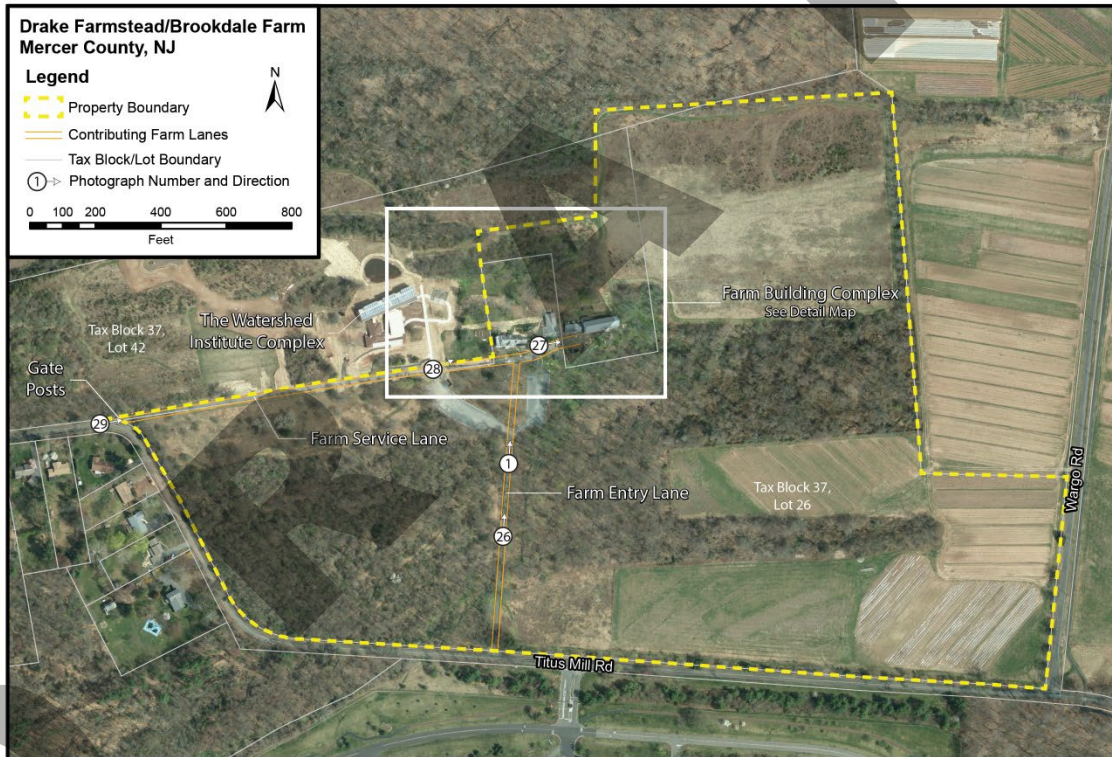 Drake Farmstead/Brookdale Farm
Mercer County, NJ
Legend
N
Property Boundary
Contributing Farm Lanes
Tax Block/Lot Boundary
1 Photograph Number and Direction
0 100 200 400 600 800
Feet
Farm Building Complex
See Detail Map
The Watershed
Institute Complex
Tax Block 37,
Lot 42
27
28
Gate
Posts
29
Farm Service Lane
1
Farm Entry Lane
Tax Block 37,
Lot 26
Wargo Rd
26
Titus Mill Rd